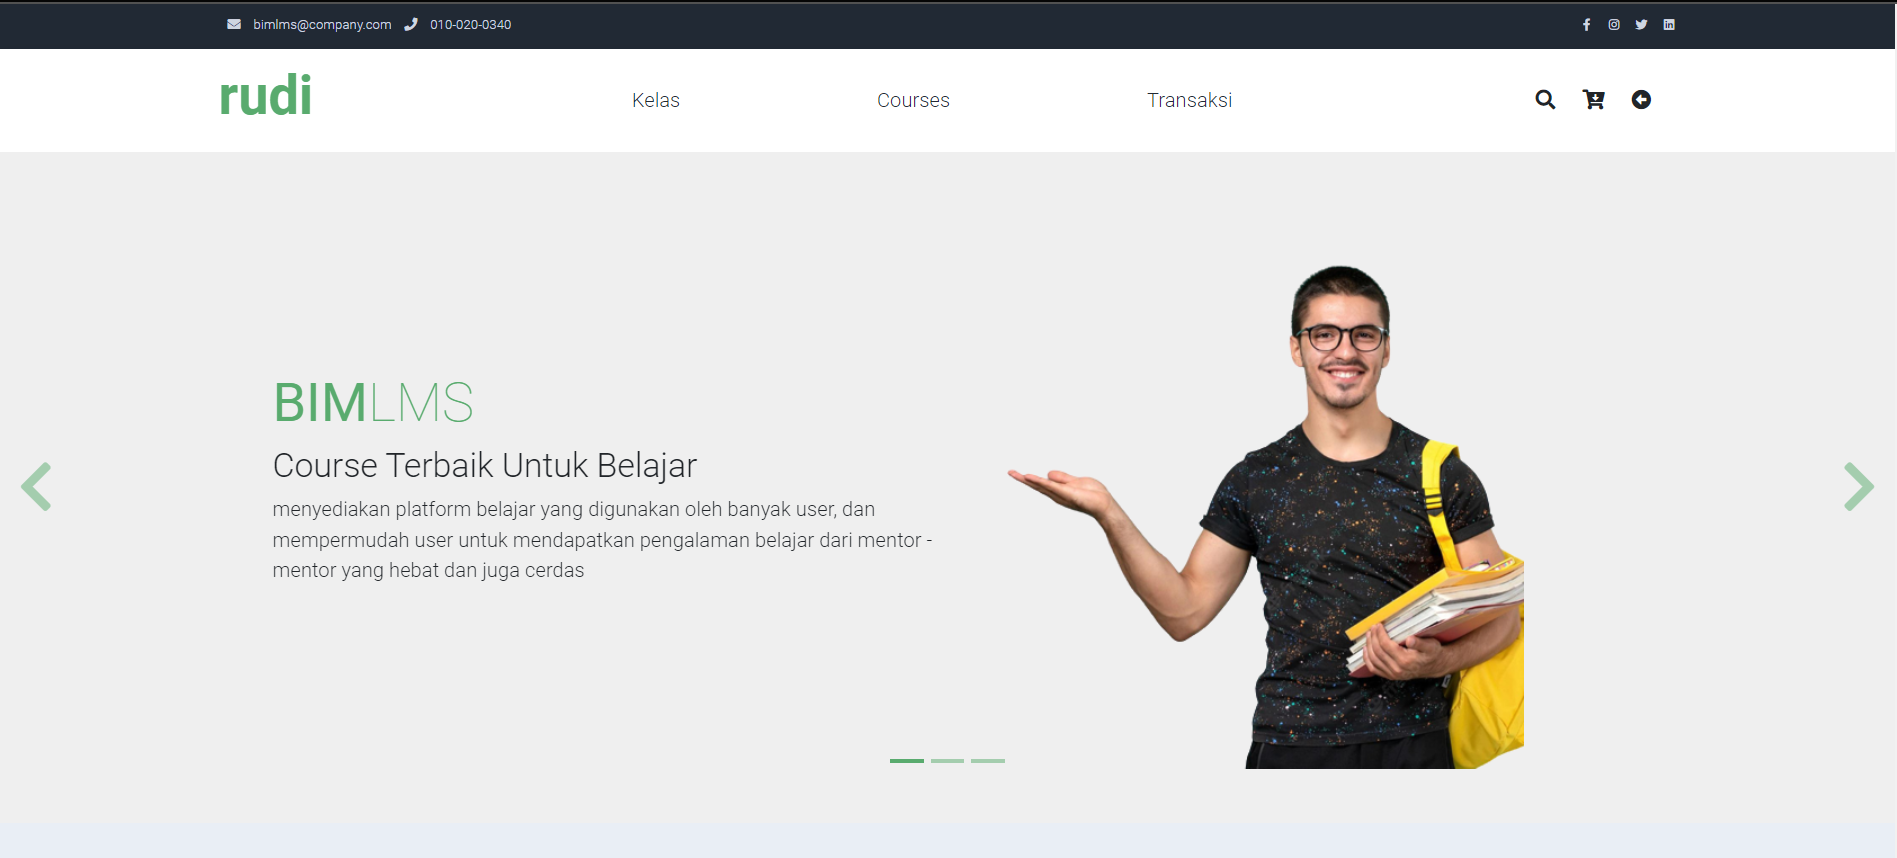 bimlms@company.com 010-020-0340
rudi
Kelas Courses Transaksi
BIMLMS
Course Terbaik Untuk Belajar
menyediakan platform belajar yang digunakan oleh banyak user, dan
mempermudah user untuk mendapatkan pengalaman belajar dari mentor -
mentor yang hebat dan juga cerdas